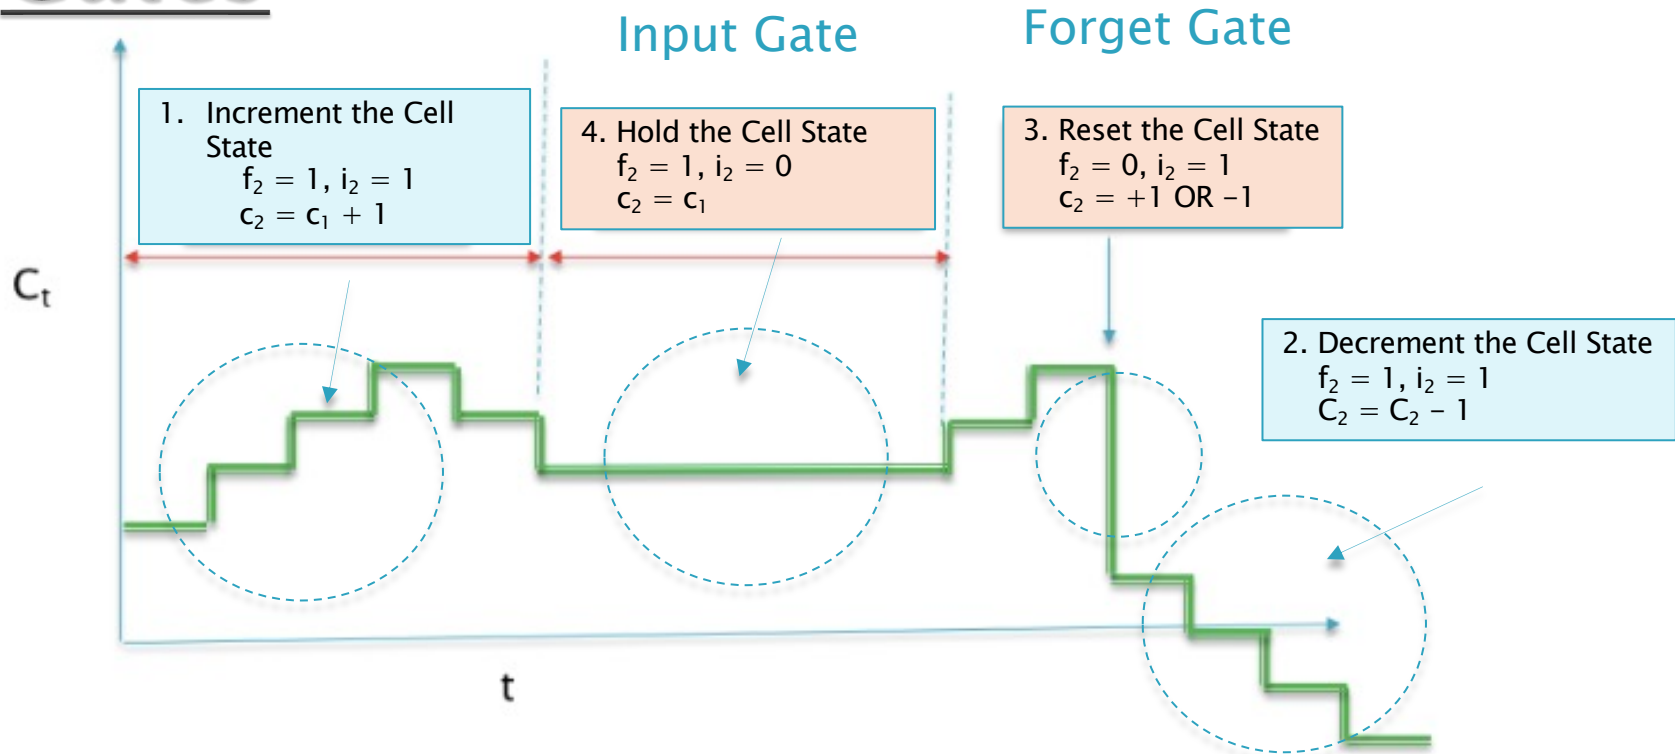 Input Gate
Forget Gate
1. Increment the Cell
State
f₂ = 1, i₂ = 1
c₂ = c₁ + 1
4. Hold the Cell State
f₂ = 1, i₂ = 0
c₂ = c₁
3. Reset the Cell State
f₂ = 0, i₂ = 1
c₂ = +1 OR –1
Cₜ
2. Decrement the Cell State
f₂ = 1, i₂ = 1
C₂ = C₂ – 1
t